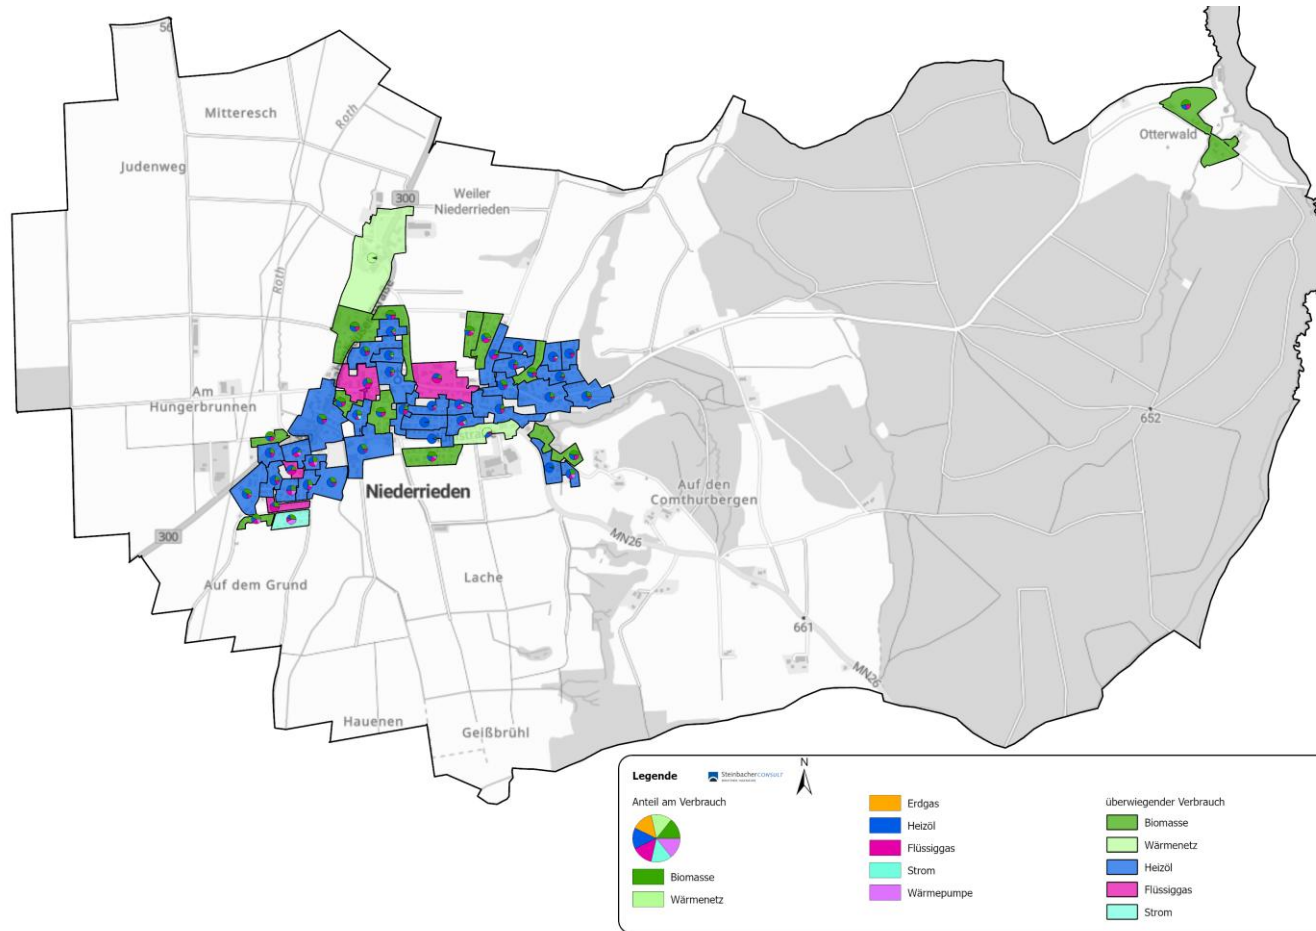 Mitteresch
Roth
Judenweg
Otterwald
300
Weiler
Niederrieden
Roth
Am
Hungerbrunnen
652
Niederrieden
Auf den
Comthurbergen
300
MN26
Auf dem Grund
Lache
661
MN26
Hauenen
Geißbrühl
Legende
SteinbacherCONSULT
N
Anteil am Verbrauch
Biomasse
Wärmenetz
Erdgas
Heizöl
Flüssiggas
Strom
Wärmepumpe
überwiegender Verbrauch
Biomasse
Wärmenetz
Heizöl
Flüssiggas
Strom